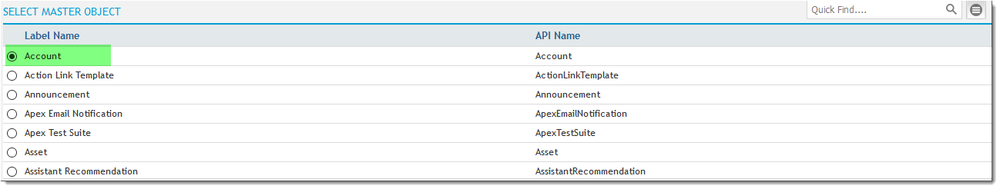 SELECT MASTER OBJECT Quick Find....
Label Name API Name
Account Account
Action Link Template ActionLinkTemplate
Announcement Announcement
Apex Email Notification ApexEmailNotification
Apex Test Suite ApexTestSuite
Asset Asset
Assistant Recommendation AssistantRecommendation